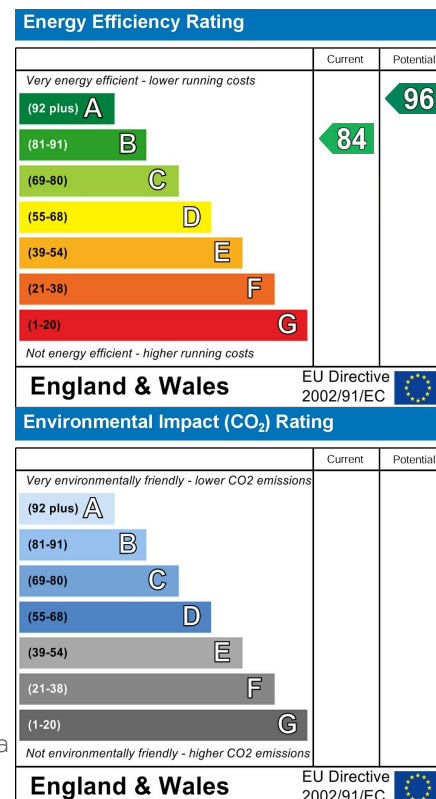 Energy Efficiency Rating
Current Potential
Very energy efficient - lower running costs
(92 plus) A
96
(81-91) B
84
(69-80) C
(55-68) D
(39-54) E
(21-38) F
(1-20) G
Not energy efficient - higher running costs
England & Wales
EU Directive
2002/91/EC
Environmental Impact (CO₂) Rating
Current Potential
Very environmentally friendly - lower CO2 emissions
(92 plus) A
(81-91) B
(69-80) C
(55-68) D
(39-54) E
(21-38) F
(1-20) G
a
Not environmentally friendly - higher CO2 emissions
England & Wales
EU Directive
2002/91/EC